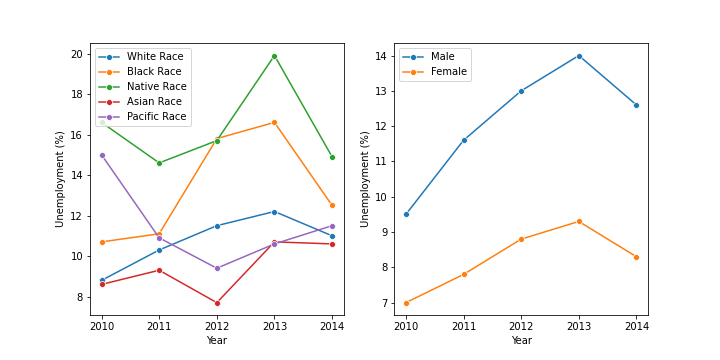 White Race
Black Race
Native Race
Asian Race
Pacific Race
20
18
16
14
12
10
8
Unemployment (%)
2010 2011 2012 2013 2014
Year
Male
Female
14
13
12
11
10
9
8
7
Unemployment (%)
2010 2011 2012 2013 2014
Year